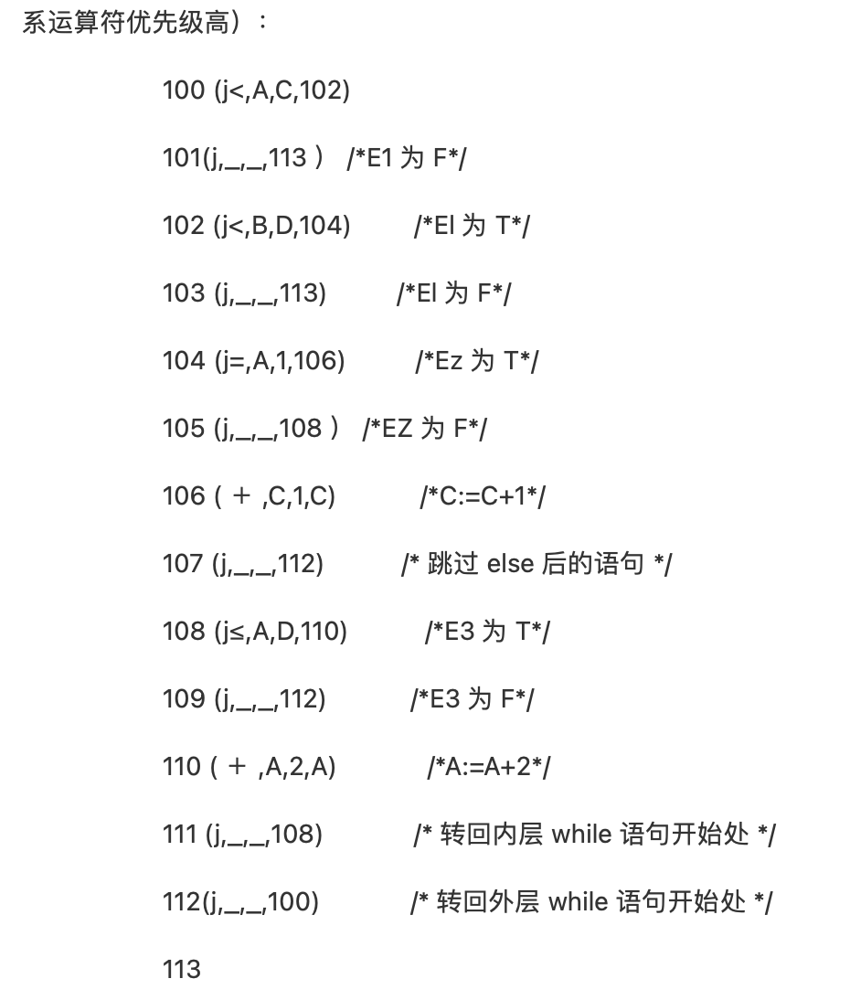 系运算符优先级高）：
100 (j<,A,C,102)
101(j,_,_,113 ） /*E1 为 F*/
102 (j<,B,D,104) /*El 为 T*/
103 (j,_,_,113) /*El 为 F*/
104 (j=,A,1,106) /*Ez 为 T*/
105 (j,_,_,108 ） /*EZ 为 F*/
106 ( ＋ ,C,1,C) /*C:=C+1*/
107 (j,_,_,112) /* 跳过 else 后的语句 */
108 (j≤,A,D,110) /*E3 为 T*/
109 (j,_,_,112) /*E3 为 F*/
110 ( ＋ ,A,2,A) /*A:=A+2*/
111 (j,_,_,108) /* 转回内层 while 语句开始处 */
112(j,_,_,100) /* 转回外层 while 语句开始处 */
113